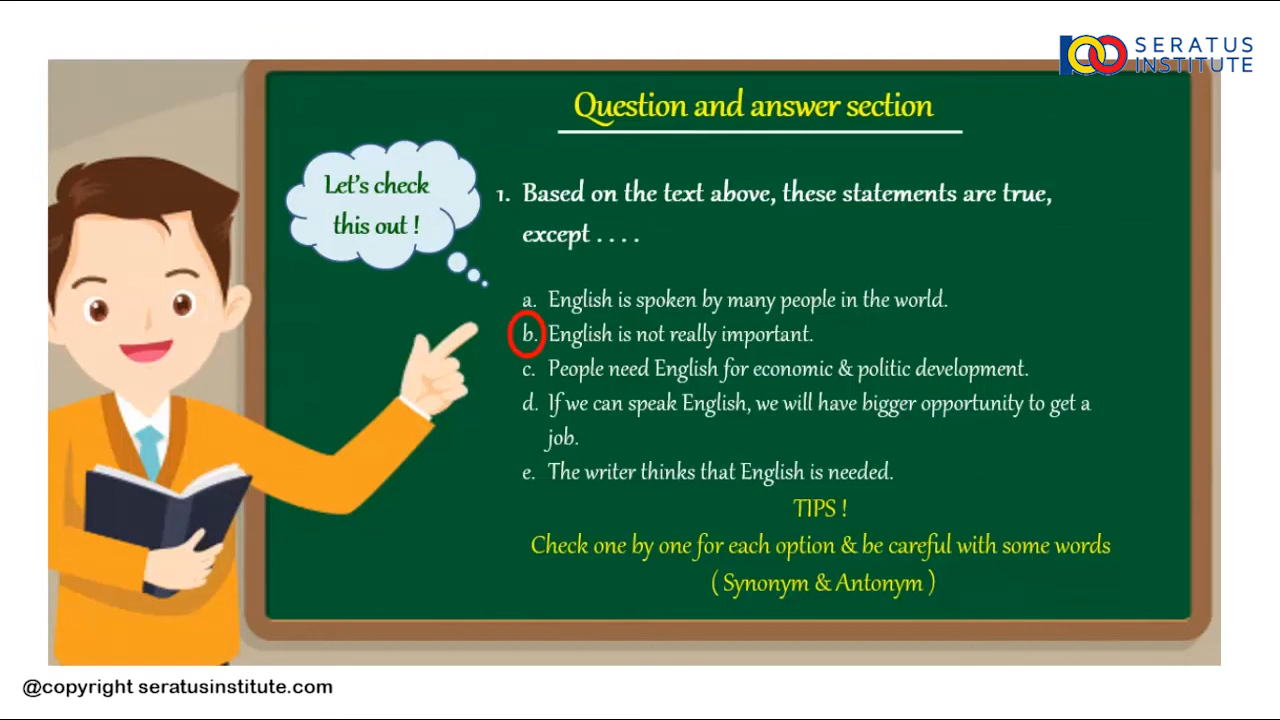 SERATUS
INSTITUTE
Question and answer section
Let's check
this out !
1. Based on the text above, these statements are true,
except . . . .
a. English is spoken by many people in the world.
b. English is not really important.
c. People need English for economic & politic development.
d. If we can speak English, we will have bigger opportunity to get a
job.
e. The writer thinks that English is needed.
TIPS !
Check one by one for each option & be careful with some words
( Synonym & Antonym )
@copyright seratusinstitute.com